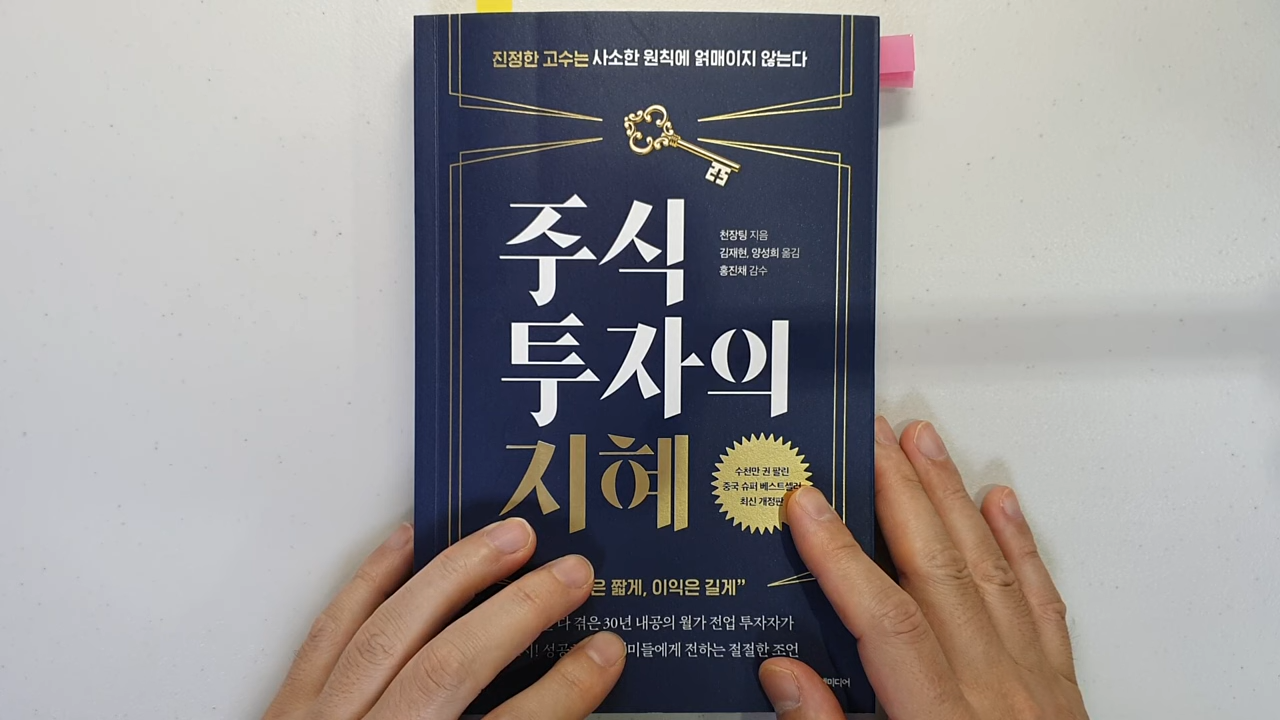 진정한 고수는 사소한 원칙에 얽매이지 않는다
주식
투자의
지혜
천장팅 지음
김재현, 양성희 옮김
홍진채 감수
수천만 권 팔린
중국 슈퍼 베스트셀러
최신 개정판
짧게, 이익은 길게”
다 겪은 30년 내공의 월가 전업 투자자가
전하는 절절한 조언